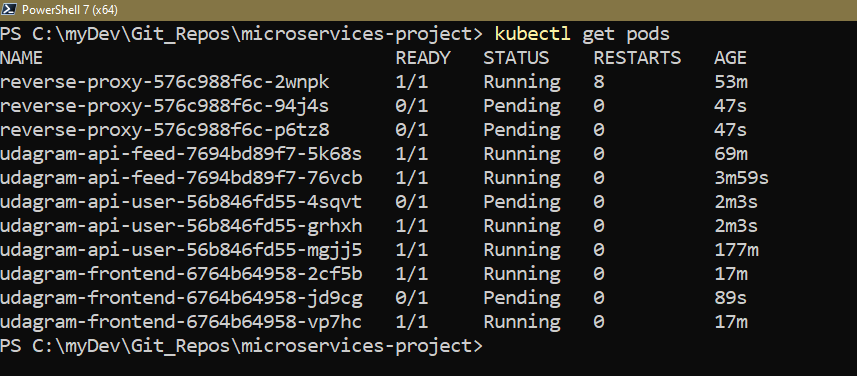 PowerShell 7 (x64)
PS C:\myDev\Git_Repos\microservices-project> kubectl get pods
NAME READY STATUS RESTARTS AGE
reverse-proxy-576c988f6c-2wnpk 1/1 Running 8 53m
reverse-proxy-576c988f6c-94j4s 0/1 Pending 0 47s
reverse-proxy-576c988f6c-p6tz8 0/1 Pending 0 47s
udagram-api-feed-7694bd89f7-5k68s 1/1 Running 0 69m
udagram-api-feed-7694bd89f7-76vcb 1/1 Running 0 3m59s
udagram-api-user-56b846fd55-4sqvt 0/1 Pending 0 2m3s
udagram-api-user-56b846fd55-grhxh 1/1 Running 0 2m3s
udagram-api-user-56b846fd55-mgjj5 1/1 Running 0 177m
udagram-frontend-6764b64958-2cf5b 1/1 Running 0 17m
udagram-frontend-6764b64958-jd9cg 0/1 Pending 0 89s
udagram-frontend-6764b64958-vp7hc 1/1 Running 0 17m
PS C:\myDev\Git_Repos\microservices-project>